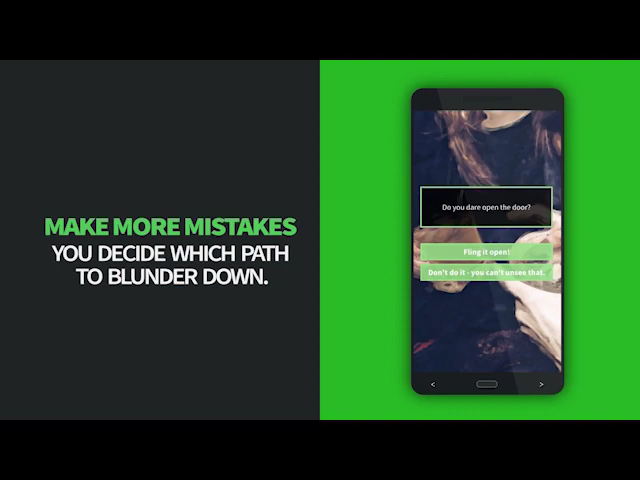 MAKE MORE MISTAKES
YOU DECIDE WHICH PATH
TO BLUNDER DOWN.
Do you dare open the door?
Fling it open!
Don't do it - you can't unsee that.
< >